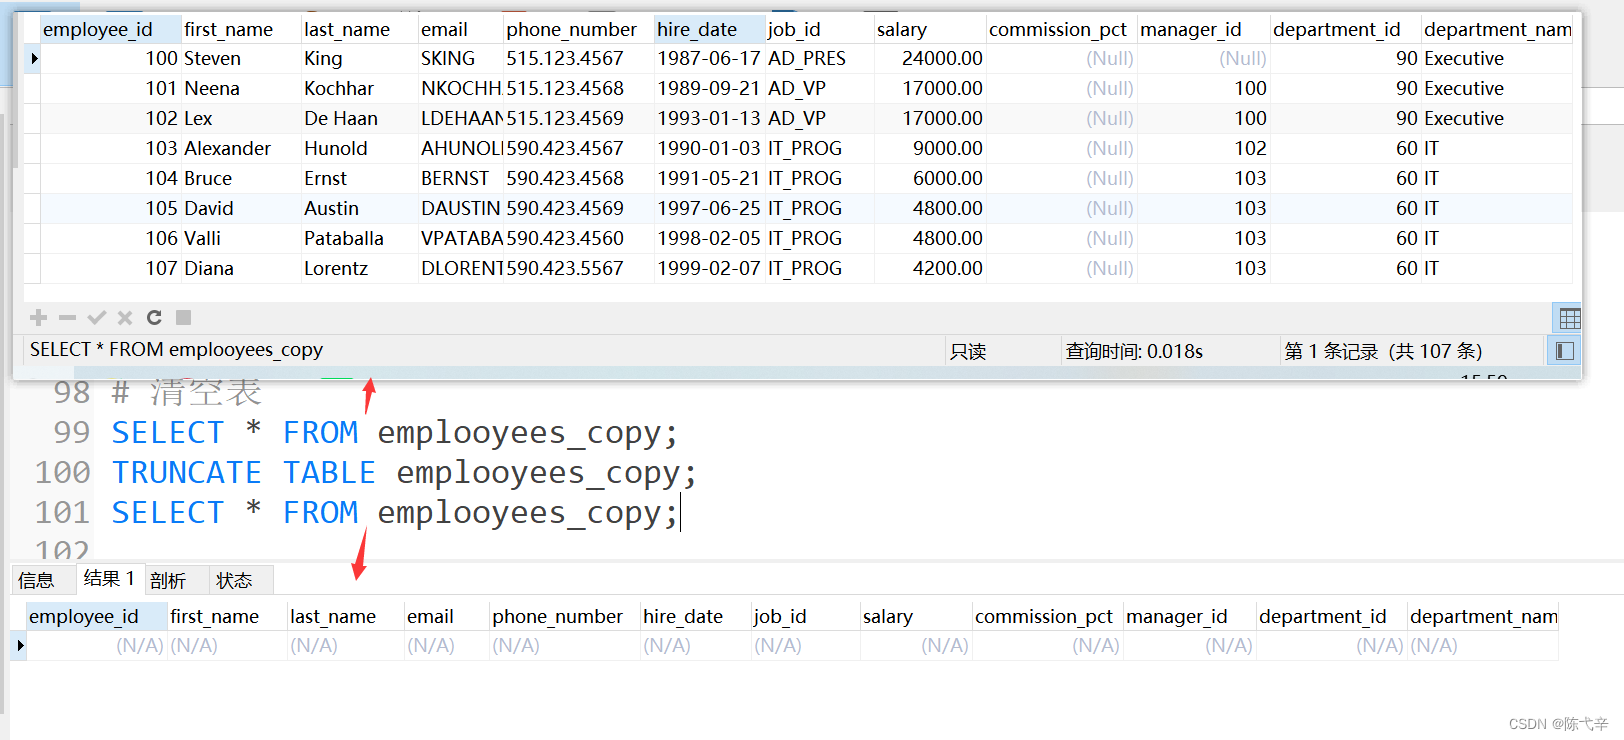 employee_id first_name last_name email phone_number hire_date job_id salary commission_pct manager_id department_id department_nam
100 Steven King SKING 515.123.4567 1987-06-17 AD_PRES 24000.00 (Null) (Null) 90 Executive
101 Neena Kochhar NKOCHH 515.123.4568 1989-09-21 AD_VP 17000.00 (Null) 100 90 Executive
102 Lex De Haan LDEHAAN 515.123.4569 1993-01-13 AD_VP 17000.00 (Null) 100 90 Executive
103 Alexander Hunold AHUNOL 590.423.4567 1990-01-03 IT_PROG 9000.00 (Null) 102 60 IT
104 Bruce Ernst BERNST 590.423.4568 1991-05-21 IT_PROG 6000.00 (Null) 103 60 IT
105 David Austin DAUSTIN 590.423.4569 1997-06-25 IT_PROG 4800.00 (Null) 103 60 IT
106 Valli Pataballa VPATABA 590.423.4560 1998-02-05 IT_PROG 4800.00 (Null) 103 60 IT
107 Diana Lorentz DLORENT 590.423.5567 1999-02-07 IT_PROG 4200.00 (Null) 103 60 IT
SELECT * FROM emplooyees_copy 只读 查询时间: 0.018s 第 1 条记录 (共 107 条)
98 # 清空表
99 SELECT * FROM emplooyees_copy;
100 TRUNCATE TABLE emplooyees_copy;
101 SELECT * FROM emplooyees_copy;
102
信息 结果 1 剖析 状态
employee_id first_name last_name email phone_number hire_date job_id salary commission_pct manager_id department_id department_nam
(N/A) (N/A) (N/A) (N/A) (N/A) (N/A) (N/A) (N/A) (N/A) (N/A) (N/A) (N/A)
CSDN @陈弋辛